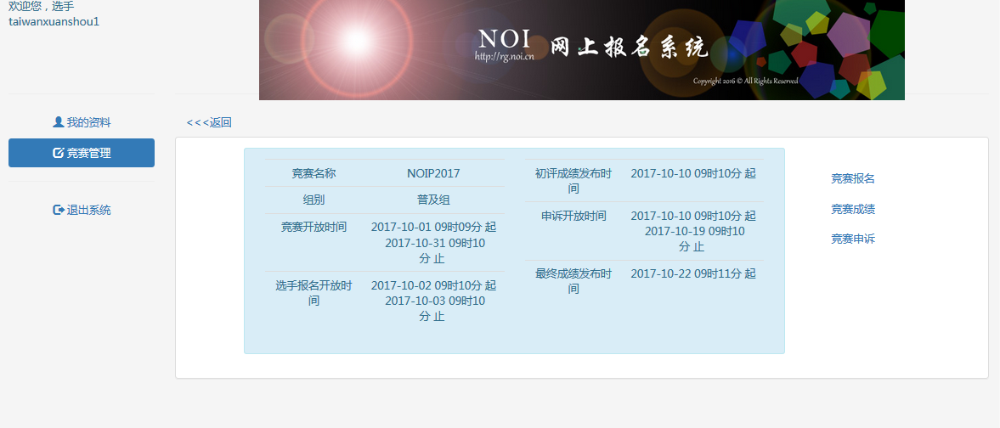 欢迎您，选手
taiwanxuanshou1
NOI
http://rg.noi.cn
网上报名系统
Copyright 2016 © All Rights Reserved
我的资料
竞赛管理
退出系统
<<<返回
竞赛名称 NOIP2017
组别 普及组
竞赛开放时间 2017-10-01 09时09分 起
2017-10-31 09时10
分 止
选手报名开放时 2017-10-02 09时10分 起
间 2017-10-03 09时10
分 止
初评成绩发布时 2017-10-10 09时10分 起
间
申诉开放时间 2017-10-10 09时10分 起
2017-10-19 09时10
分 止
最终成绩发布时 2017-10-22 09时11分 起
间
竞赛报名
竞赛成绩
竞赛申诉